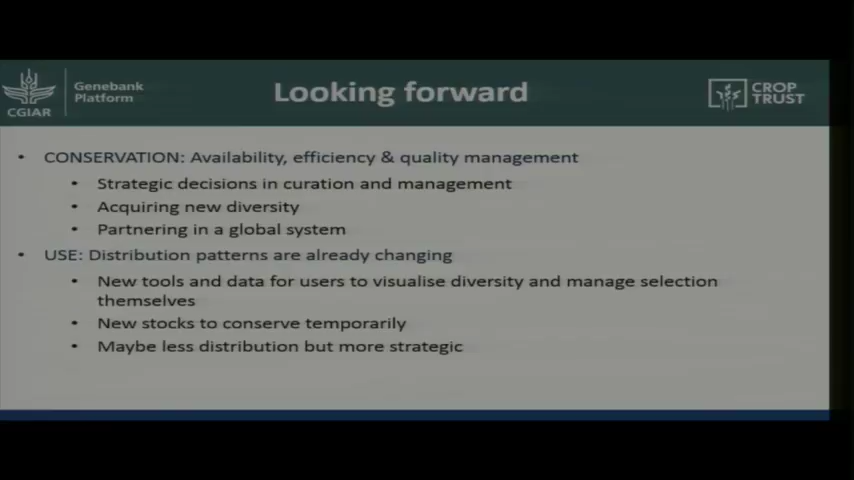 CGIAR
Genebank
Platform
Looking forward
CROP
TRUST
• CONSERVATION: Availability, efficiency & quality management
• Strategic decisions in curation and management
• Acquiring new diversity
• Partnering in a global system
• USE: Distribution patterns are already changing
• New tools and data for users to visualise diversity and manage selection
themselves
• New stocks to conserve temporarily
• Maybe less distribution but more strategic